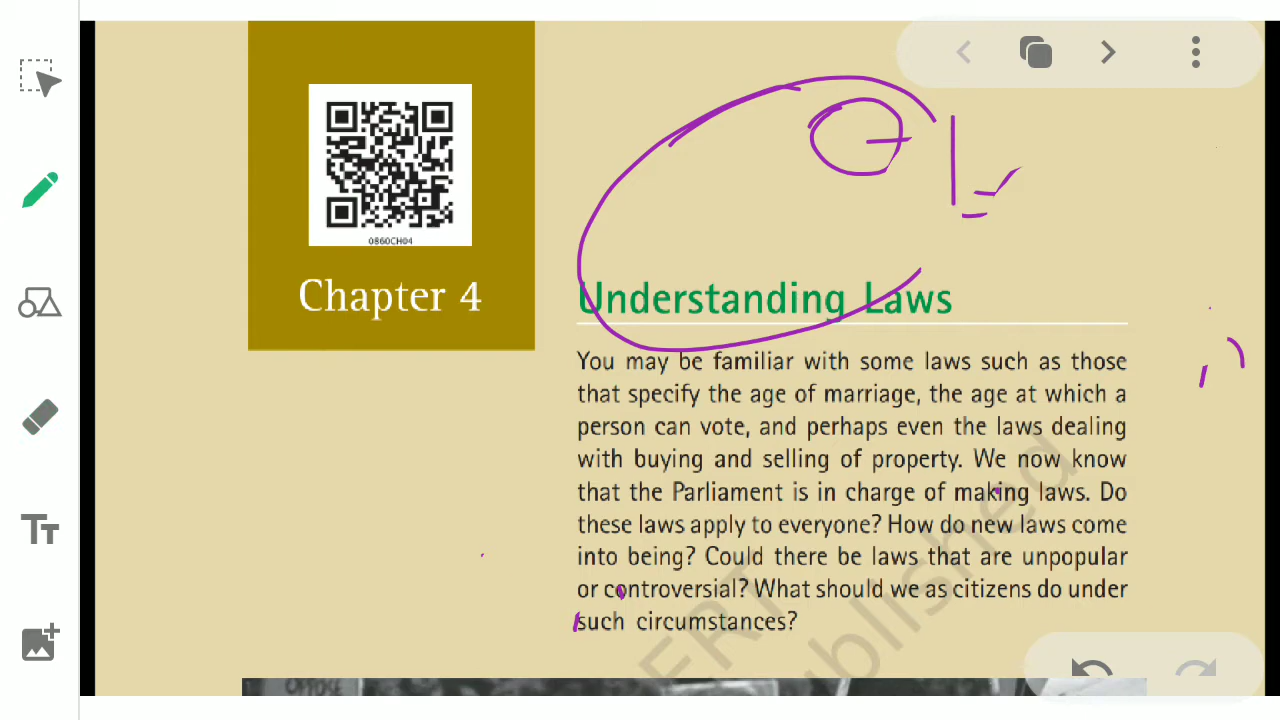 0860CH04
Chapter 4
Understanding Laws
You may be familiar with some laws such as those
that specify the age of marriage, the age at which a
person can vote, and perhaps even the laws dealing
with buying and selling of property. We now know
that the Parliament is in charge of making laws. Do
these laws apply to everyone? How do new laws come
into being? Could there be laws that are unpopular
or controversial? What should we as citizens do under
such circumstances?
ERT
ublished
OPPOSE
TT